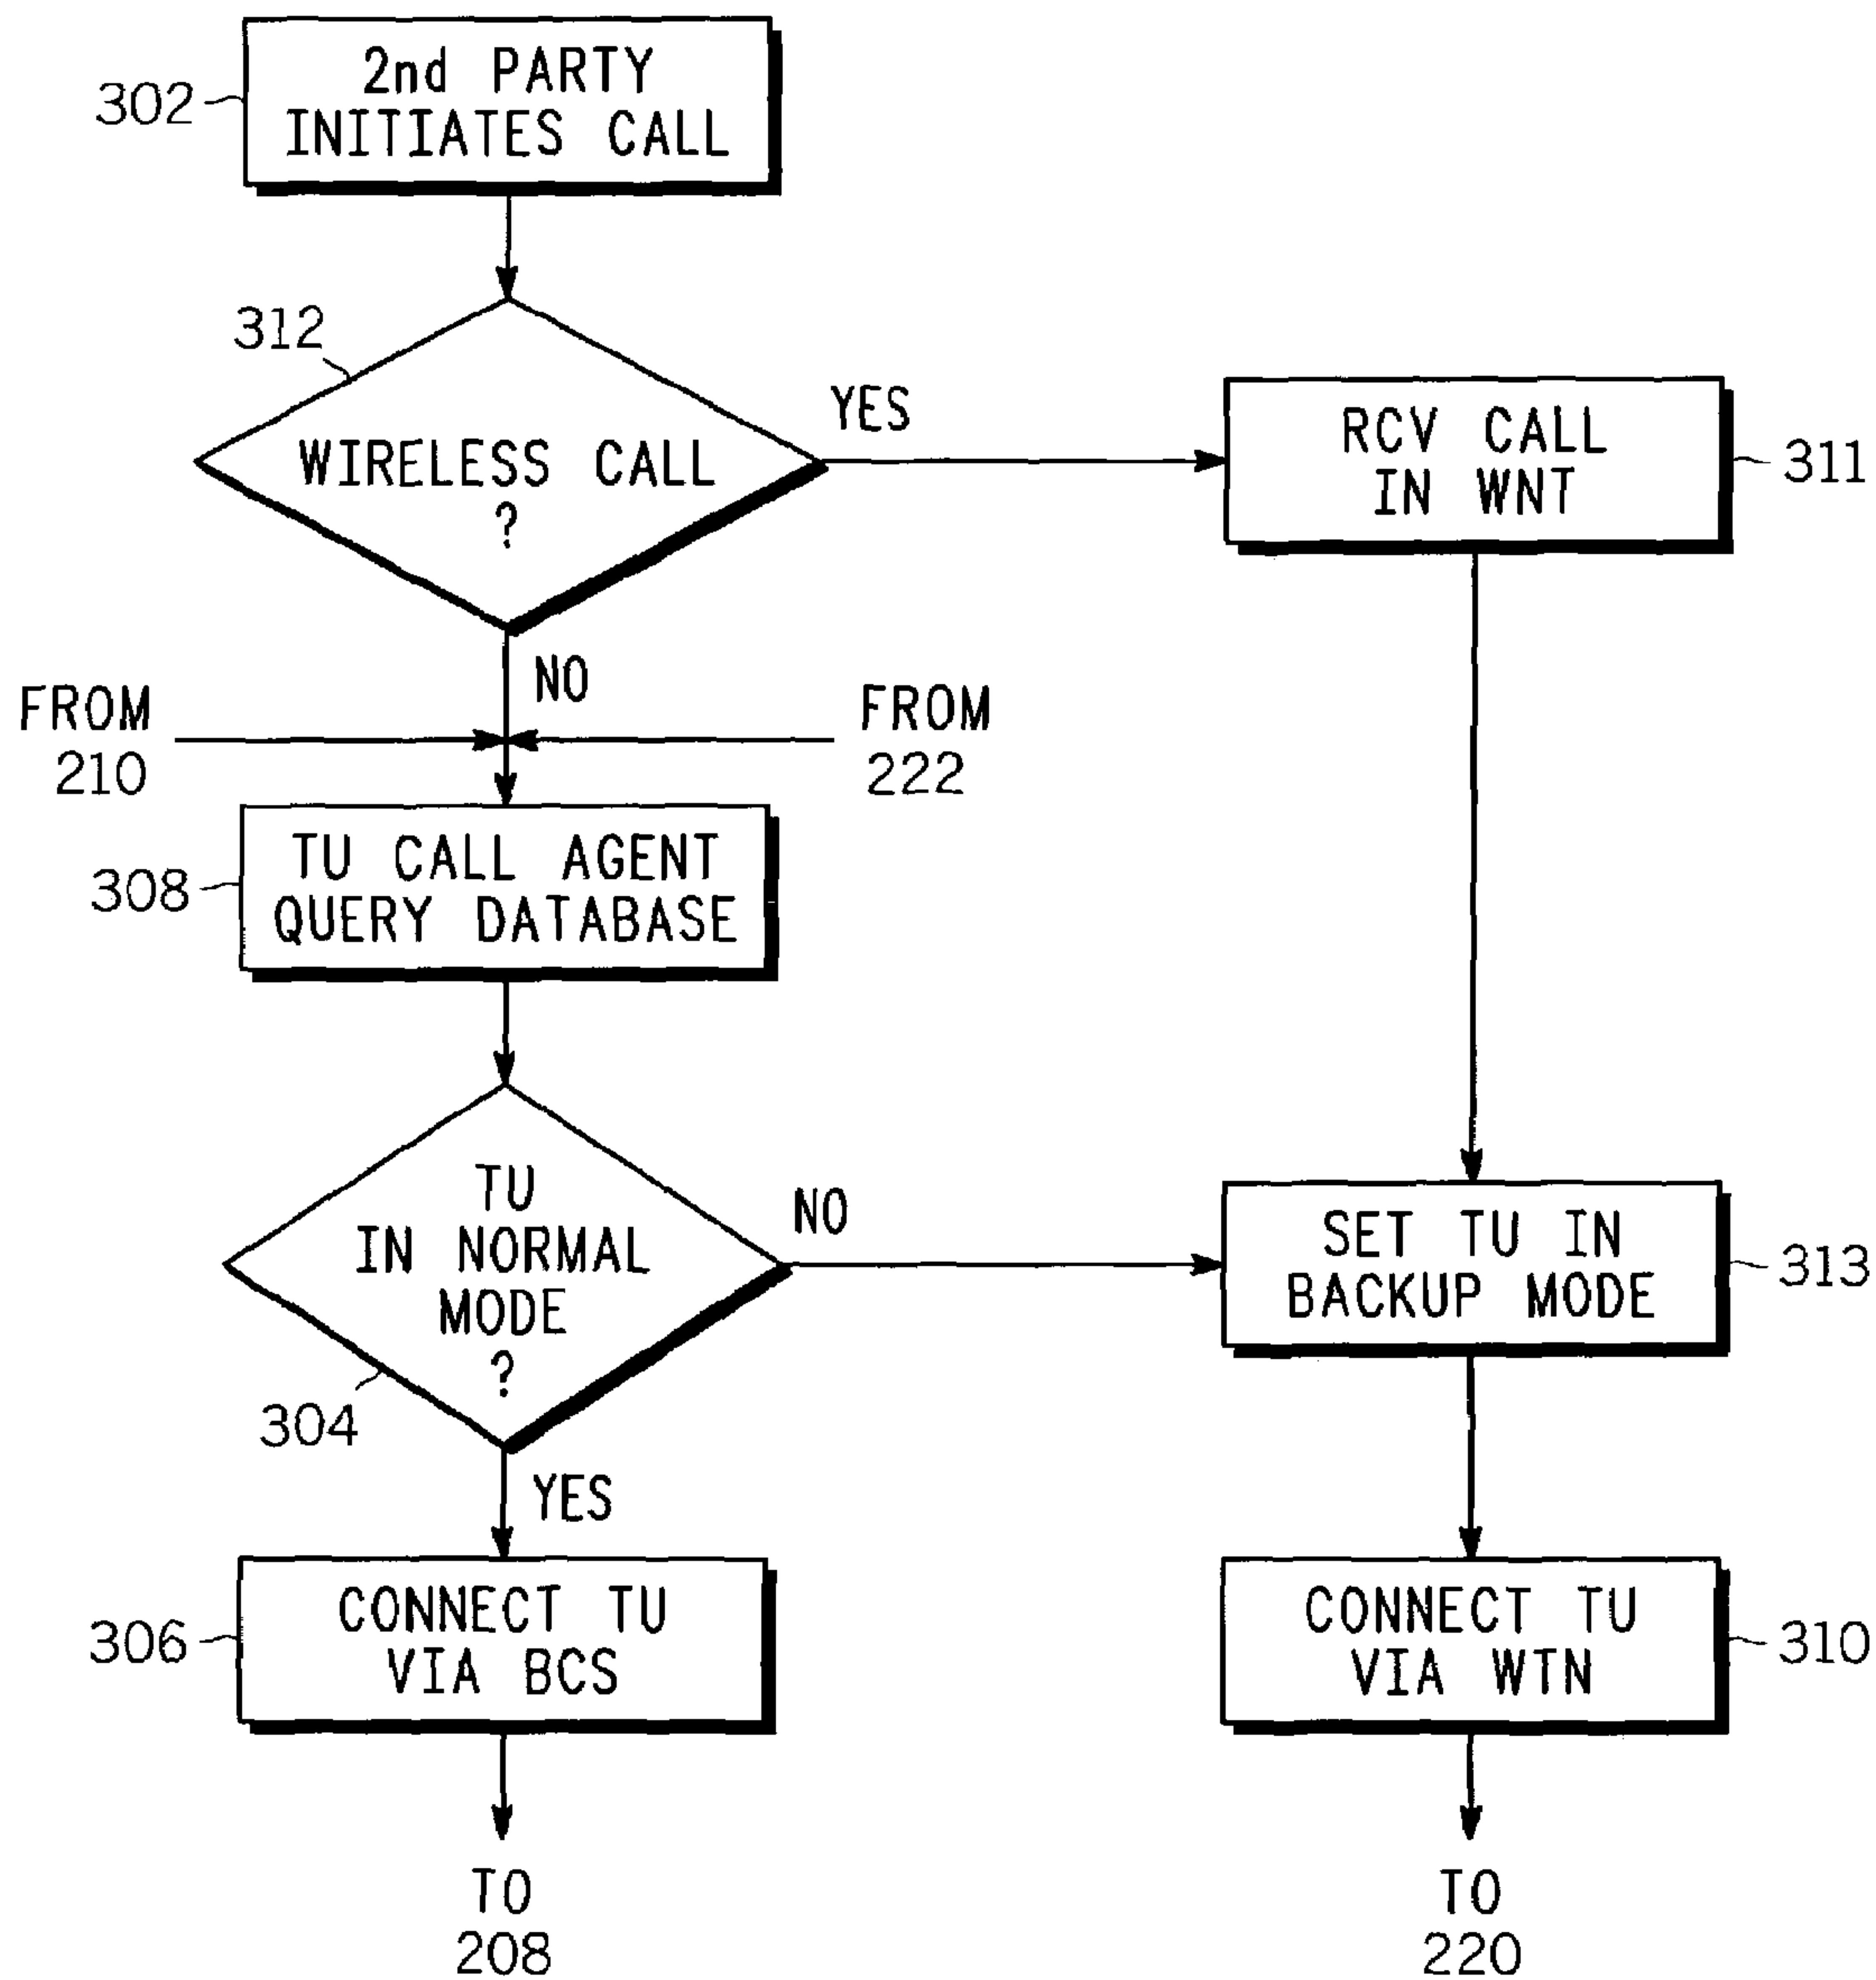 2nd PARTY
INITIATES CALL
302
312
WIRELESS CALL
?
YES
RCV CALL
IN WNT
311
NO
FROM
210
FROM
222
TU CALL AGENT
QUERY DATABASE
308
TU
IN NORMAL
MODE
?
304
NO
SET TU IN
BACKUP MODE
313
YES
CONNECT TU
VIA BCS
306
CONNECT TU
VIA WTN
310
TO
208
TO
220